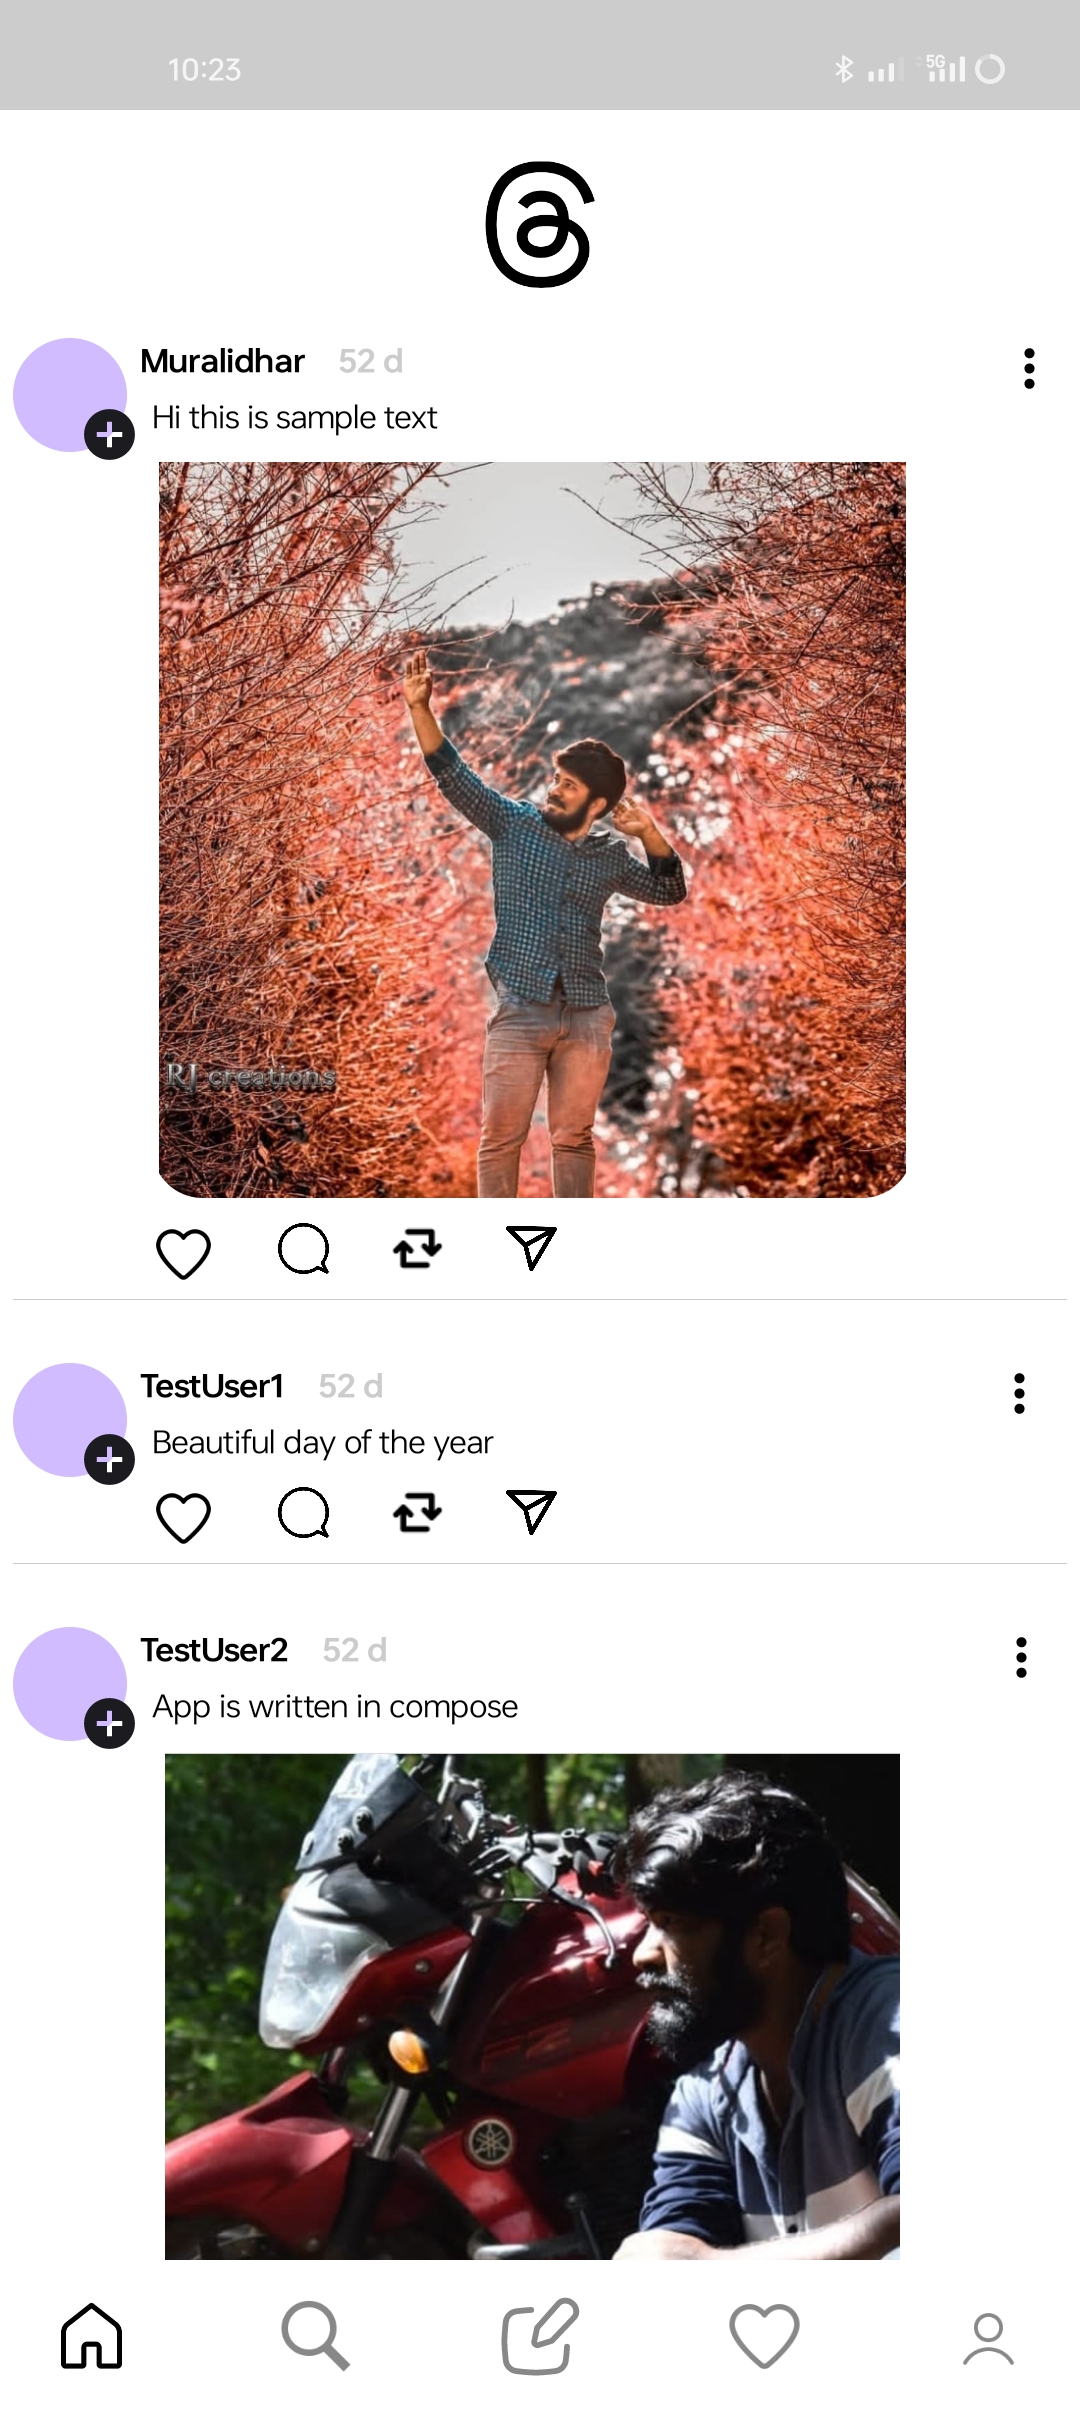 10:23
5G
Muralidhar 52 d
Hi this is sample text
RJ creations
TestUser1 52 d
Beautiful day of the year
TestUser2 52 d
App is written in compose